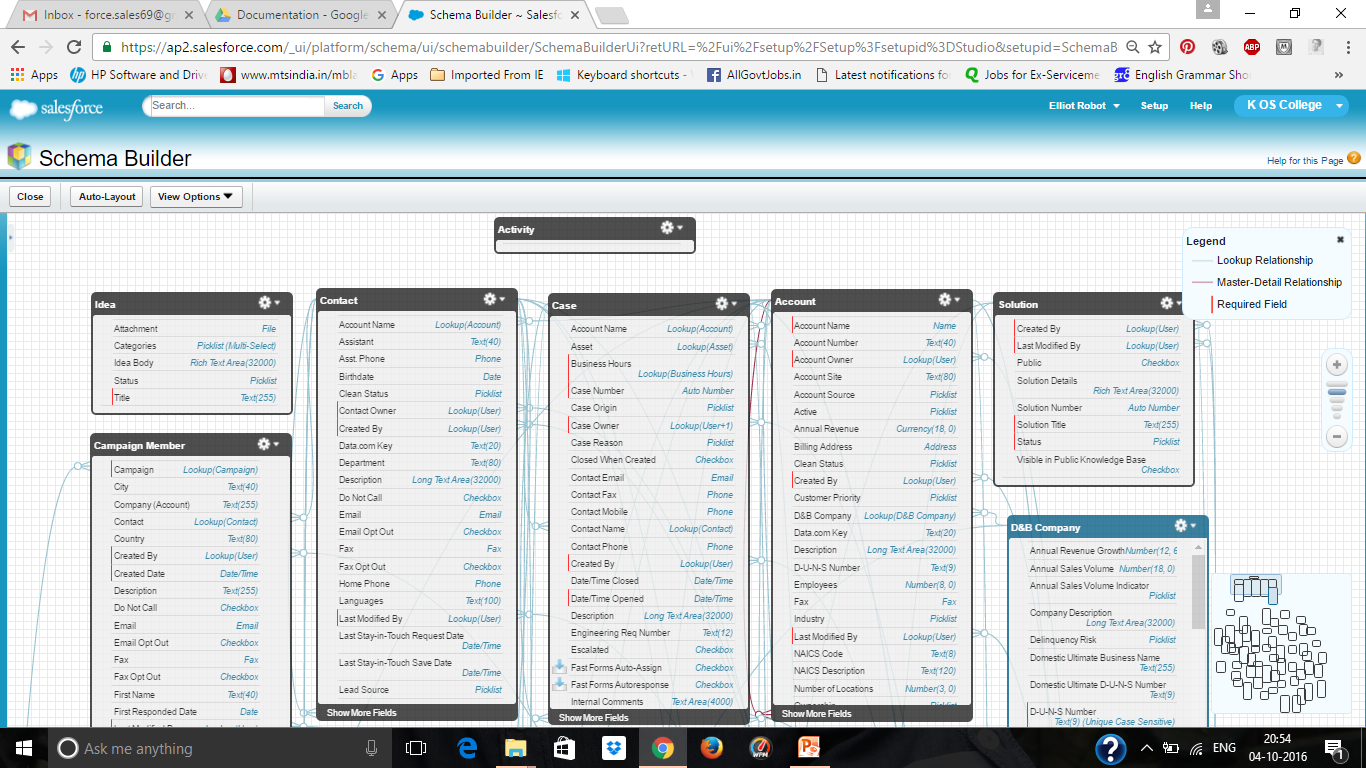 Inbox - force.sales69@g
Documentation - Google
Schema Builder ~ Salesf
https://ap2.salesforce.com/_ui/platform/schema/ui/schemabuilder/SchemaBuilderUi?retURL=%2Fui%2Fsetup%2FSetup%3Fsetupid%3DStudio&setupid=SchemaB
Apps HP Software and Driv www.mtsindia.in/mbla G Apps Imported From IE Keyboard shortcuts - AllGovtJobs.in Latest notifications fo Jobs for Ex-Serviceme English Grammar Sho »
salesforce Search... Search Elliot Robot Setup Help K OS College
Schema Builder
Help for this Page
Close Auto-Layout View Options
Activity
Legend
Lookup Relationship
Master-Detail Relationship
Required Field
Idea
Attachment File
Categories Picklist (Multi-Select)
Idea Body Rich Text Area(32000)
Status Picklist
Title Text(255)
Campaign Member
Campaign Lookup(Campaign)
City Text(40)
Company (Account) Text(255)
Contact Lookup(Contact)
Country Text(80)
Created By Lookup(User)
Created Date Date/Time
Description Text(255)
Do Not Call Checkbox
Email Email
Email Opt Out Checkbox
Fax Fax
Fax Opt Out Checkbox
First Name Text(40)
First Responded Date Date
Contact
Account Name Lookup(Account)
Assistant Text(40)
Asst. Phone Phone
Birthdate Date
Clean Status Picklist
Contact Owner Lookup(User)
Created By Lookup(User)
Data.com Key Text(20)
Department Text(80)
Description Long Text Area(32000)
Do Not Call Checkbox
Email Email
Email Opt Out Checkbox
Fax Fax
Fax Opt Out Checkbox
Home Phone Phone
Languages Text(100)
Last Modified By Lookup(User)
Last Stay-in-Touch Request Date
Date/Time
Last Stay-in-Touch Save Date
Date/Time
Lead Source Picklist
Show More Fields
Case
Account Name Lookup(Account)
Asset Lookup(Asset)
Business Hours
Lookup(Business Hours)
Case Number Auto Number
Case Origin Picklist
Case Owner Lookup(User+1)
Case Reason Picklist
Closed When Created Checkbox
Contact Email Email
Contact Fax Phone
Contact Mobile Phone
Contact Name Lookup(Contact)
Contact Phone Phone
Created By Lookup(User)
Date/Time Closed Date/Time
Date/Time Opened Date/Time
Description Long Text Area(32000)
Engineering Req Number Text(12)
Escalated Checkbox
Fast Forms Auto-Assign Checkbox
Fast Forms Autoresponse Checkbox
Internal Comments Text Area(4000)
Show More Fields
Account
Account Name Name
Account Number Text(40)
Account Owner Lookup(User)
Account Site Text(80)
Account Source Picklist
Active Picklist
Annual Revenue Currency(18, 0)
Billing Address Address
Clean Status Picklist
Created By Lookup(User)
Customer Priority Picklist
D&B Company Lookup(D&B Company)
Data.com Key Text(20)
Description Long Text Area(32000)
D-U-N-S Number Text(9)
Employees Number(8, 0)
Fax Fax
Industry Picklist
Last Modified By Lookup(User)
NAICS Code Text(8)
NAICS Description Text(120)
Number of Locations Number(3, 0)
Ownership Picklist
Show More Fields
Solution
Created By Lookup(User)
Last Modified By Lookup(User)
Public Checkbox
Solution Details
Rich Text Area(32000)
Solution Number Auto Number
Solution Title Text(255)
Status Picklist
Visible in Public Knowledge Base
Checkbox
D&B Company
Annual Revenue Growth Number(12, 6
Annual Sales Volume Number(18, 0)
Annual Sales Volume Indicator
Picklist
Company Description
Long Text Area(32000)
Delinquency Risk Picklist
Domestic Ultimate Business Name
Text(255)
Domestic Ultimate D-U-N-S Number
Text(9)
D-U-N-S Number
Text(9) (Unique Case Sensitive)
Ask me anything
ENG
20:54
04-10-2016